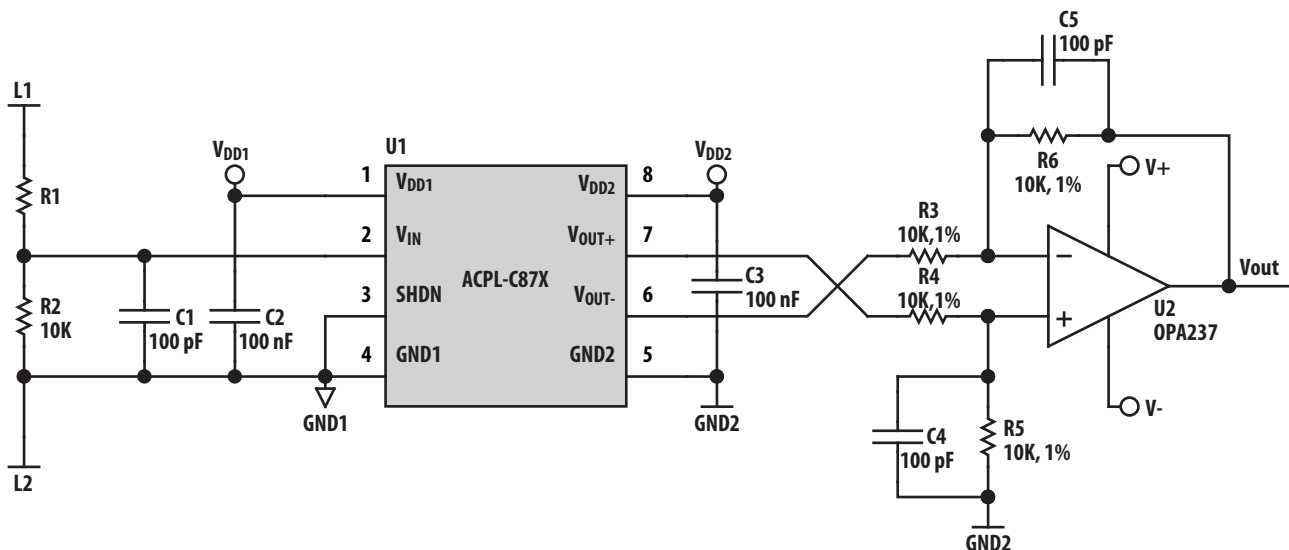 L1
R1
R2
10K
L2
C1
100 pF
VDD1
C2
100 nF
GND1
U1
1
VDD1
2
VIN
3
SHDN
4
GND1
ACPL-C87X
VDD2
8
VOUT+
7
VOUT-
6
GND2
5
VDD2
C3
100 nF
GND2
R3
10K,1%
R4
10K,1%
C5
100 pF
R6
10K, 1%
V+
−
+
U2
OPA237
V-
Vout
C4
100 pF
R5
10K, 1%
GND2